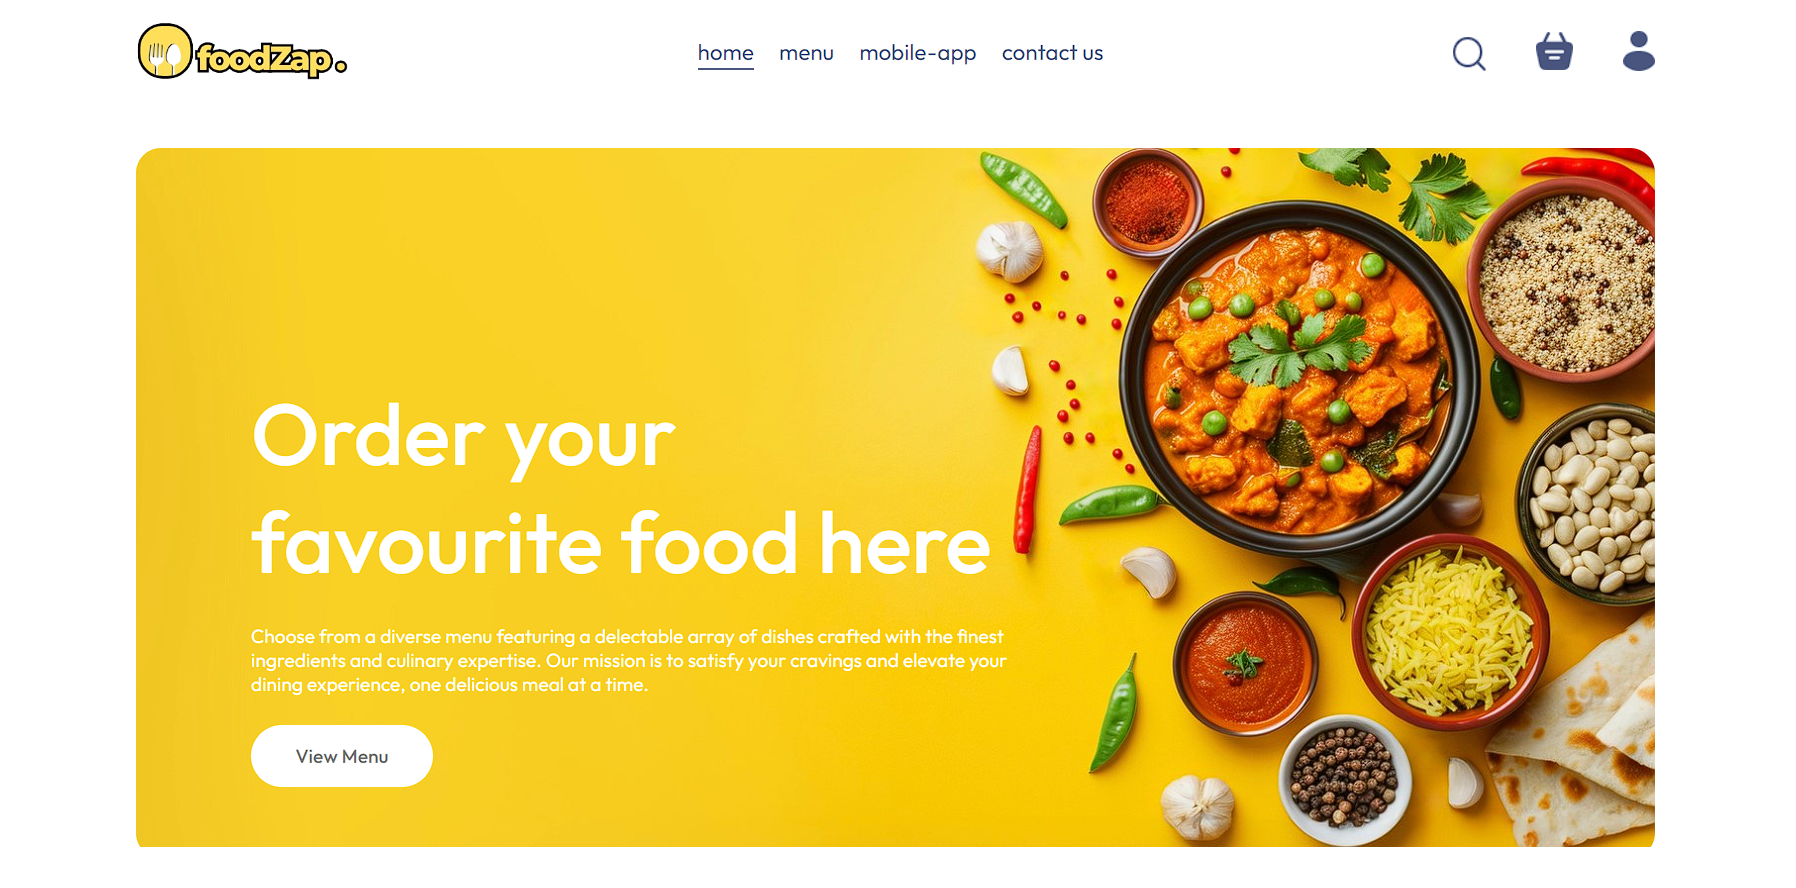 foodZap.
home menu mobile-app contact us
Order your
favourite food here
Choose from a diverse menu featuring a delectable array of dishes crafted with the finest
ingredients and culinary expertise. Our mission is to satisfy your cravings and elevate your
dining experience, one delicious meal at a time.
View Menu